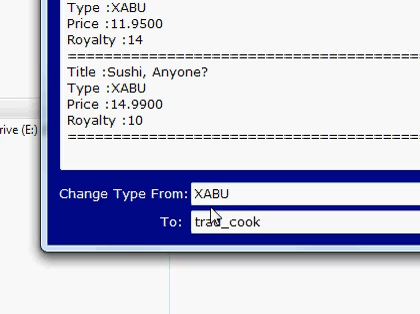 Type :XABU
Price :11.9500
Royalty :14
================================================
Title :Sushi, Anyone?
Type :XABU
Price :14.9900
Royalty :10
================================================
rive (E:)
Change Type From: XABU
To: trad_cook